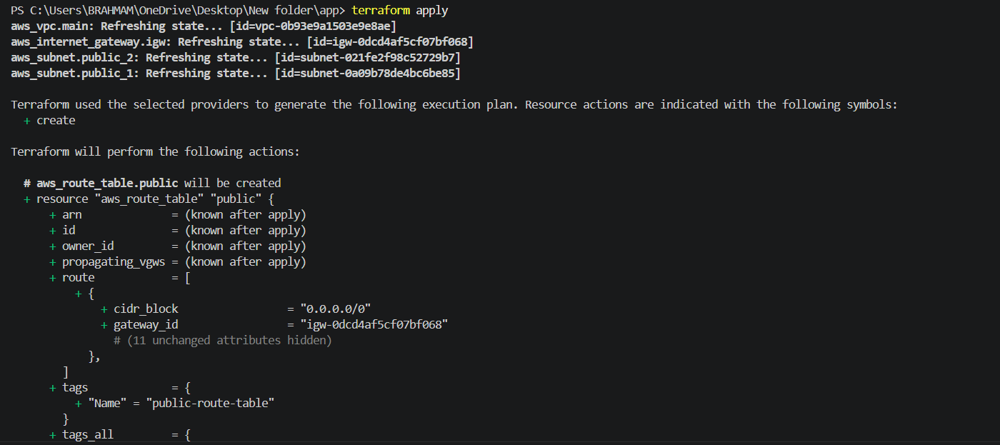 PS C:\Users\BRAHMAM\OneDrive\Desktop\New folder\app> terraform apply
aws_vpc.main: Refreshing state... [id=vpc-0b93e9a1503e9e8ae]
aws_internet_gateway.igw: Refreshing state... [id=igw-0dcd4af5cf07bf068]
aws_subnet.public_2: Refreshing state... [id=subnet-021fe2f98c52729b7]
aws_subnet.public_1: Refreshing state... [id=subnet-0a09b78de4bc6be85]

Terraform used the selected providers to generate the following execution plan. Resource actions are indicated with the following symbols:
  + create

Terraform will perform the following actions:

  # aws_route_table.public will be created
  + resource "aws_route_table" "public" {
      + arn              = (known after apply)
      + id               = (known after apply)
      + owner_id         = (known after apply)
      + propagating_vgws = (known after apply)
      + route            = [
          + {
              + cidr_block                 = "0.0.0.0/0"
              + gateway_id                 = "igw-0dcd4af5cf07bf068"
                # (11 unchanged attributes hidden)
            },
        ]
      + tags             = {
          + "Name" = "public-route-table"
        }
      + tags_all         = {